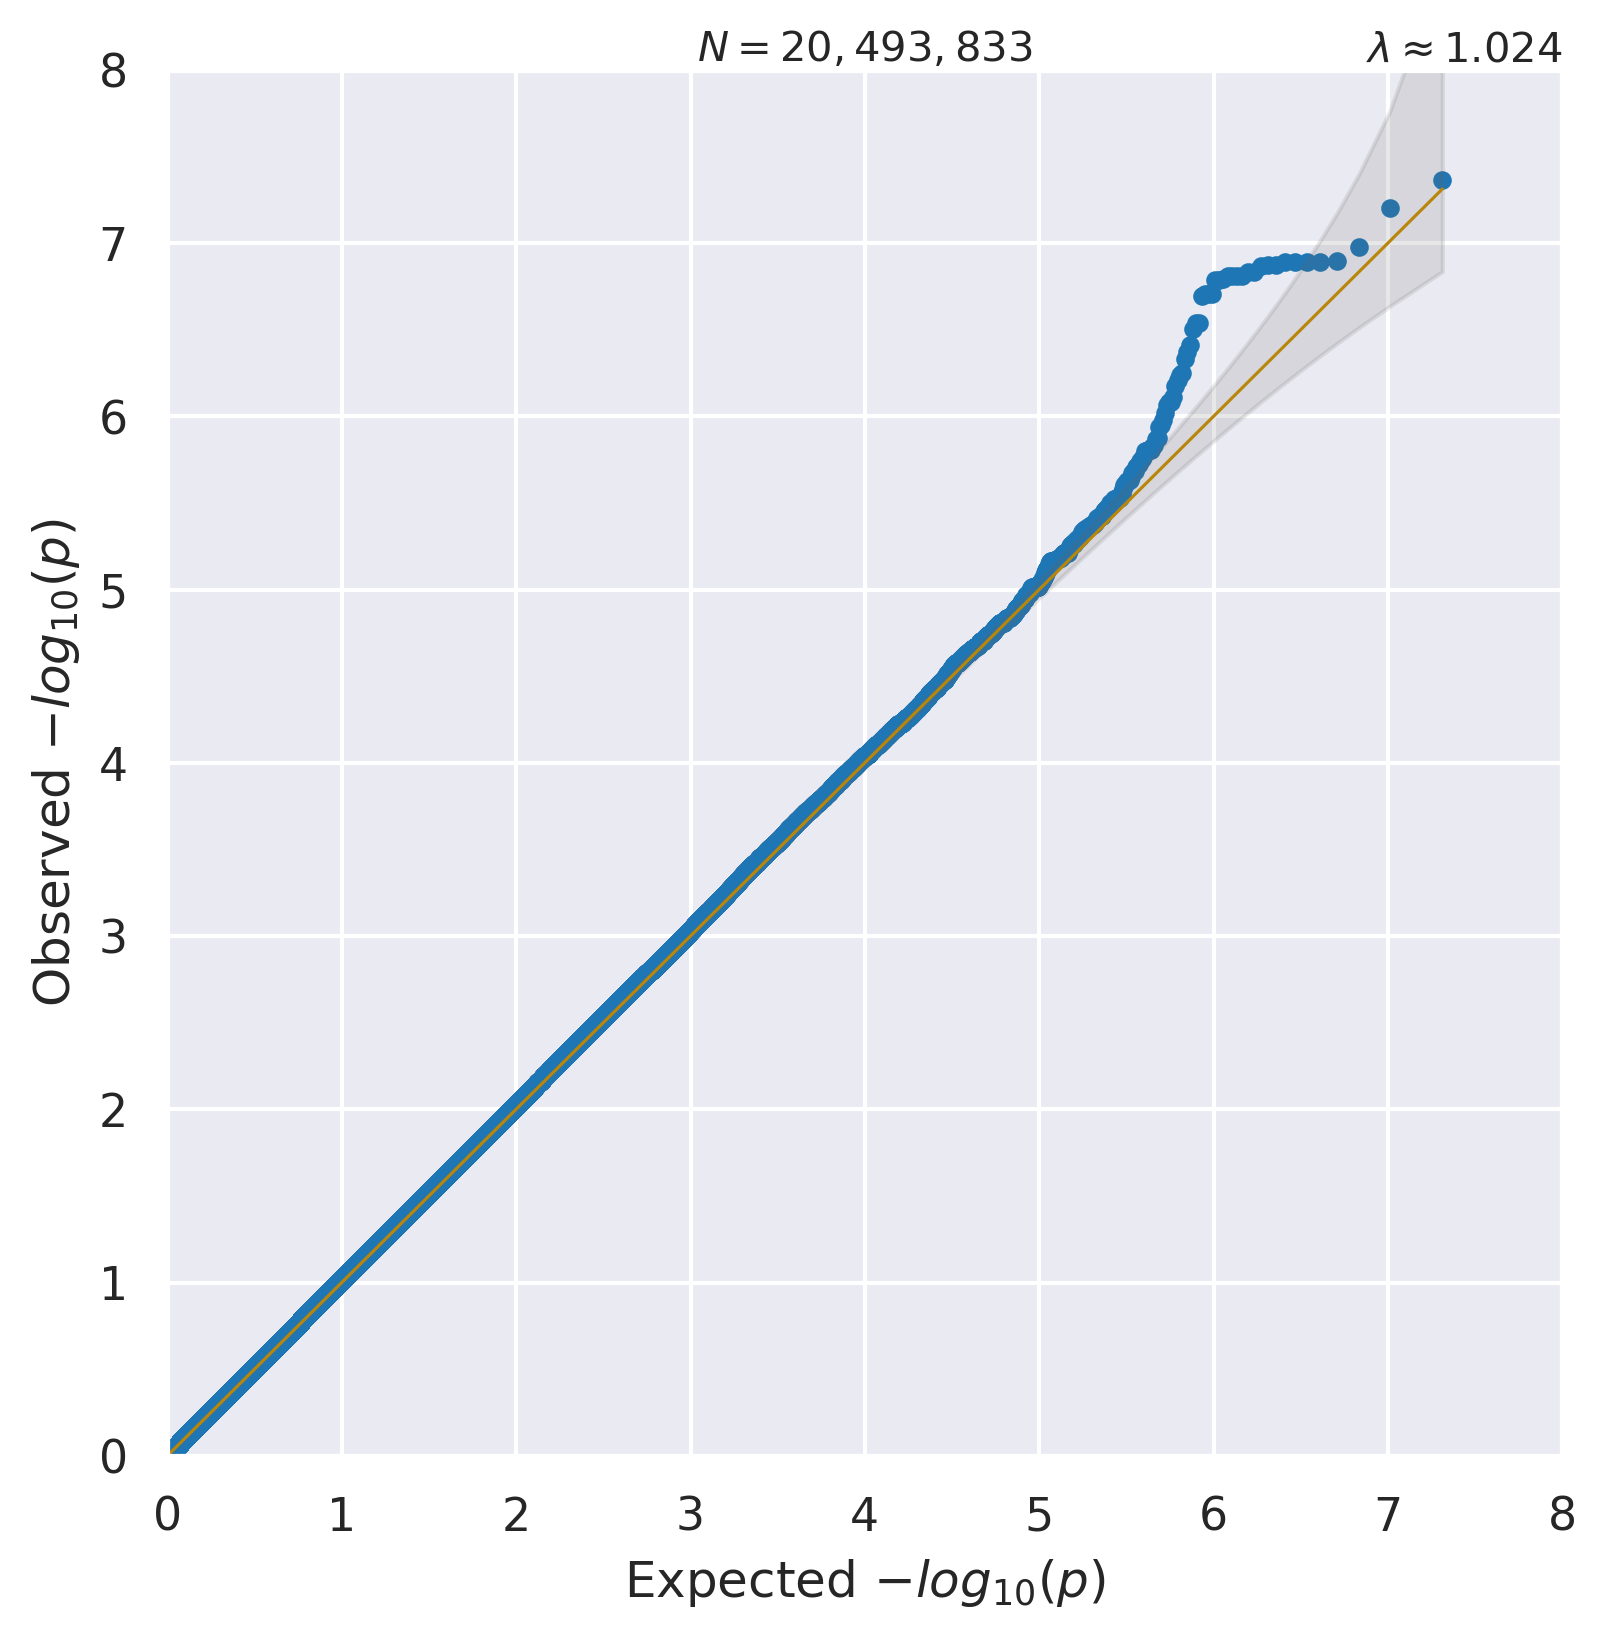 N = 20, 493, 833
λ ≈ 1.024
8
7
6
5
4
3
2
1
0
Observed −log₁₀(p)
0 1 2 3 4 5 6 7 8
Expected −log₁₀(p)